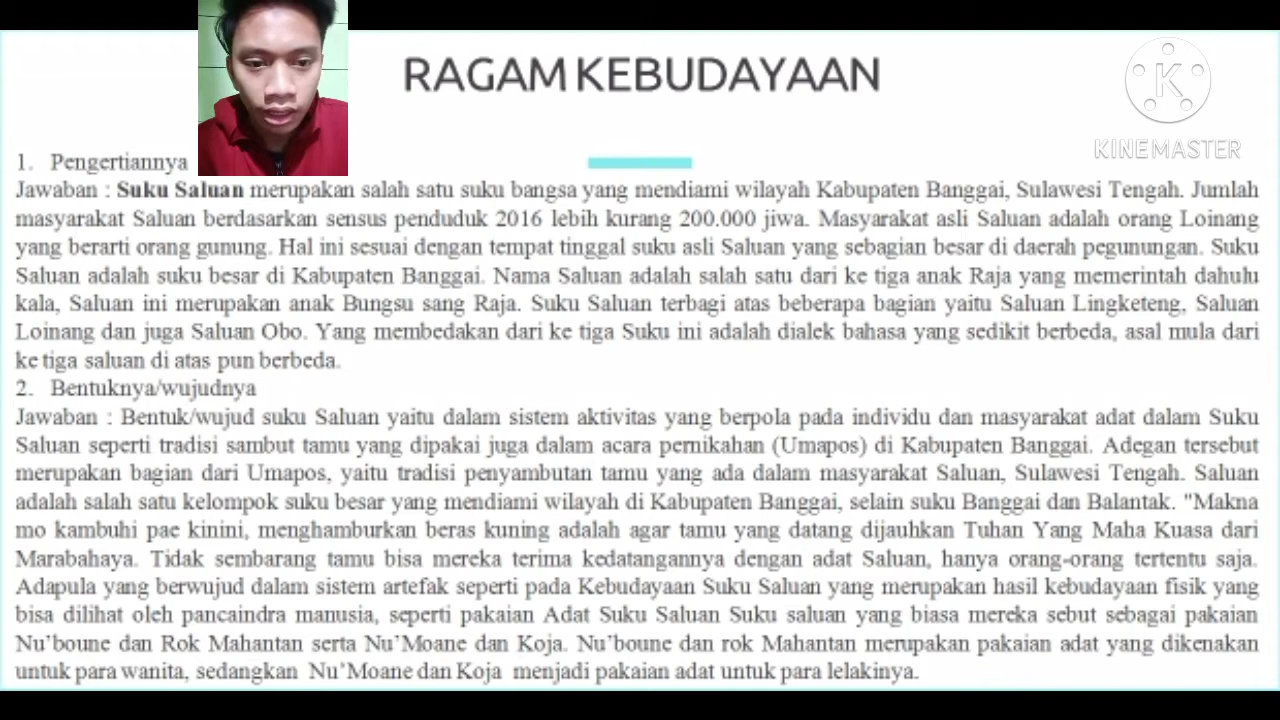 RAGAM KEBUDAYAAN
KINEMASTER
1. Pengertiannya
Jawaban : Suku Saluan merupakan salah satu suku bangsa yang mendiami wilayah Kabupaten Banggai, Sulawesi Tengah. Jumlah
masyarakat Saluan berdasarkan sensus penduduk 2016 lebih kurang 200.000 jiwa. Masyarakat asli Saluan adalah orang Loinang
yang berarti orang gunung. Hal ini sesuai dengan tempat tinggal suku asli Saluan yang sebagian besar di daerah pegunungan. Suku
Saluan adalah suku besar di Kabupaten Banggai. Nama Saluan adalah salah satu dari ke tiga anak Raja yang memerintah dahulu
kala, Saluan ini merupakan anak Bungsu sang Raja. Suku Saluan terbagi atas beberapa bagian yaitu Saluan Lingketeng, Saluan
Loinang dan juga Saluan Obo. Yang membedakan dari ke tiga Suku ini adalah dialek bahasa yang sedikit berbeda, asal mula dari
ke tiga saluan di atas pun berbeda.
2. Bentuknya/wujudnya
Jawaban : Bentuk/wujud suku Saluan yaitu dalam sistem aktivitas yang berpola pada individu dan masyarakat adat dalam Suku
Saluan seperti tradisi sambut tamu yang dipakai juga dalam acara pernikahan (Umapos) di Kabupaten Banggai. Adegan tersebut
merupakan bagian dari Umapos, yaitu tradisi penyambutan tamu yang ada dalam masyarakat Saluan, Sulawesi Tengah. Saluan
adalah salah satu kelompok suku besar yang mendiami wilayah di Kabupaten Banggai, selain suku Banggai dan Balantak. "Makna
mo kambuhi pae kinini, menghamburkan beras kuning adalah agar tamu yang datang dijauhkan Tuhan Yang Maha Kuasa dari
Marabahaya. Tidak sembarang tamu bisa mereka terima kedatangannya dengan adat Saluan, hanya orang-orang tertentu saja.
Adapula yang berwujud dalam sistem artefak seperti pada Kebudayaan Suku Saluan yang merupakan hasil kebudayaan fisik yang
bisa dilihat oleh pancaindra manusia, seperti pakaian Adat Suku Saluan Suku saluan yang biasa mereka sebut sebagai pakaian
Nu'boune dan Rok Mahantan serta Nu'Moane dan Koja. Nu'boune dan rok Mahantan merupakan pakaian adat yang dikenakan
untuk para wanita, sedangkan Nu'Moane dan Koja menjadi pakaian adat untuk para lelakinya.